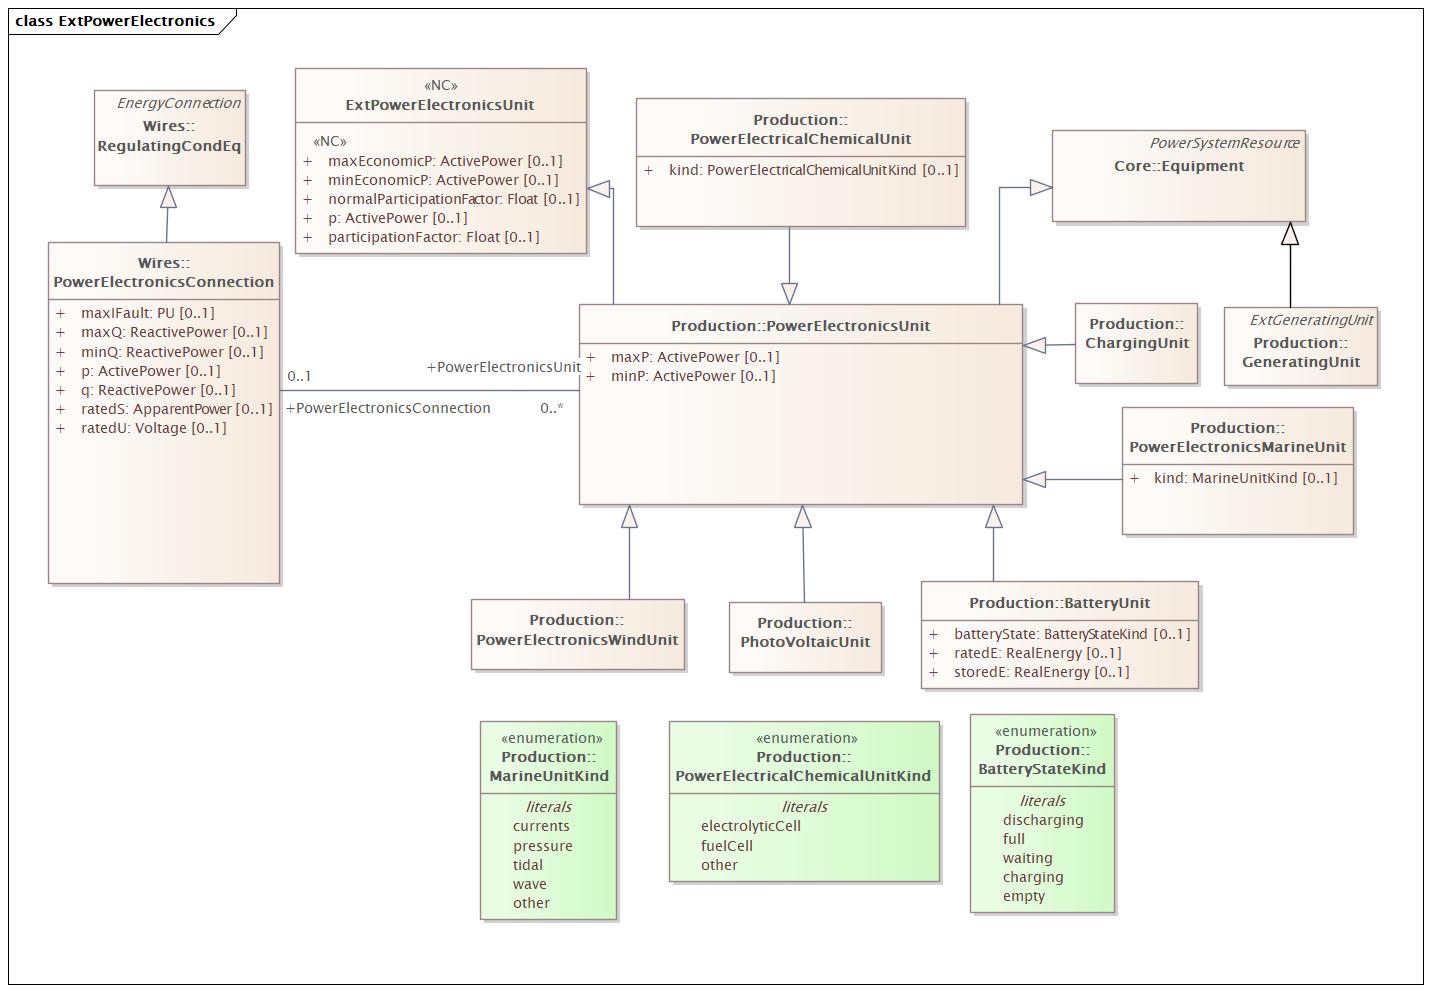 class ExtPowerElectronics
EnergyConnection
Wires::
RegulatingCondEq
«NC»
ExtPowerElectronicsUnit
«NC»
+ maxEconomicP: ActivePower [0..1]
+ minEconomicP: ActivePower [0..1]
+ normalParticipationFactor: Float [0..1]
+ p: ActivePower [0..1]
+ participationFactor: Float [0..1]
Production::
PowerElectricalChemicalUnit
+ kind: PowerElectricalChemicalUnitKind [0..1]
PowerSystemResource
Core::Equipment
Wires::
PowerElectronicsConnection
+ maxIFault: PU [0..1]
+ maxQ: ReactivePower [0..1]
+ minQ: ReactivePower [0..1]
+ p: ActivePower [0..1]
+ q: ReactivePower [0..1]
+ ratedS: ApparentPower [0..1]
+ ratedU: Voltage [0..1]
0..1
+PowerElectronicsUnit
+PowerElectronicsConnection
0..*
Production::PowerElectronicsUnit
+ maxP: ActivePower [0..1]
+ minP: ActivePower [0..1]
Production::
ChargingUnit
ExtGeneratingUnit
Production::
GeneratingUnit
Production::
PowerElectronicsMarineUnit
+ kind: MarineUnitKind [0..1]
Production::
PowerElectronicsWindUnit
Production::
PhotoVoltaicUnit
Production::BatteryUnit
+ batteryState: BatteryStateKind [0..1]
+ ratedE: RealEnergy [0..1]
+ storedE: RealEnergy [0..1]
«enumeration»
Production::
MarineUnitKind
literals
currents
pressure
tidal
wave
other
«enumeration»
Production::
PowerElectricalChemicalUnitKind
literals
electrolyticCell
fuelCell
other
«enumeration»
Production::
BatteryStateKind
literals
discharging
full
waiting
charging
empty